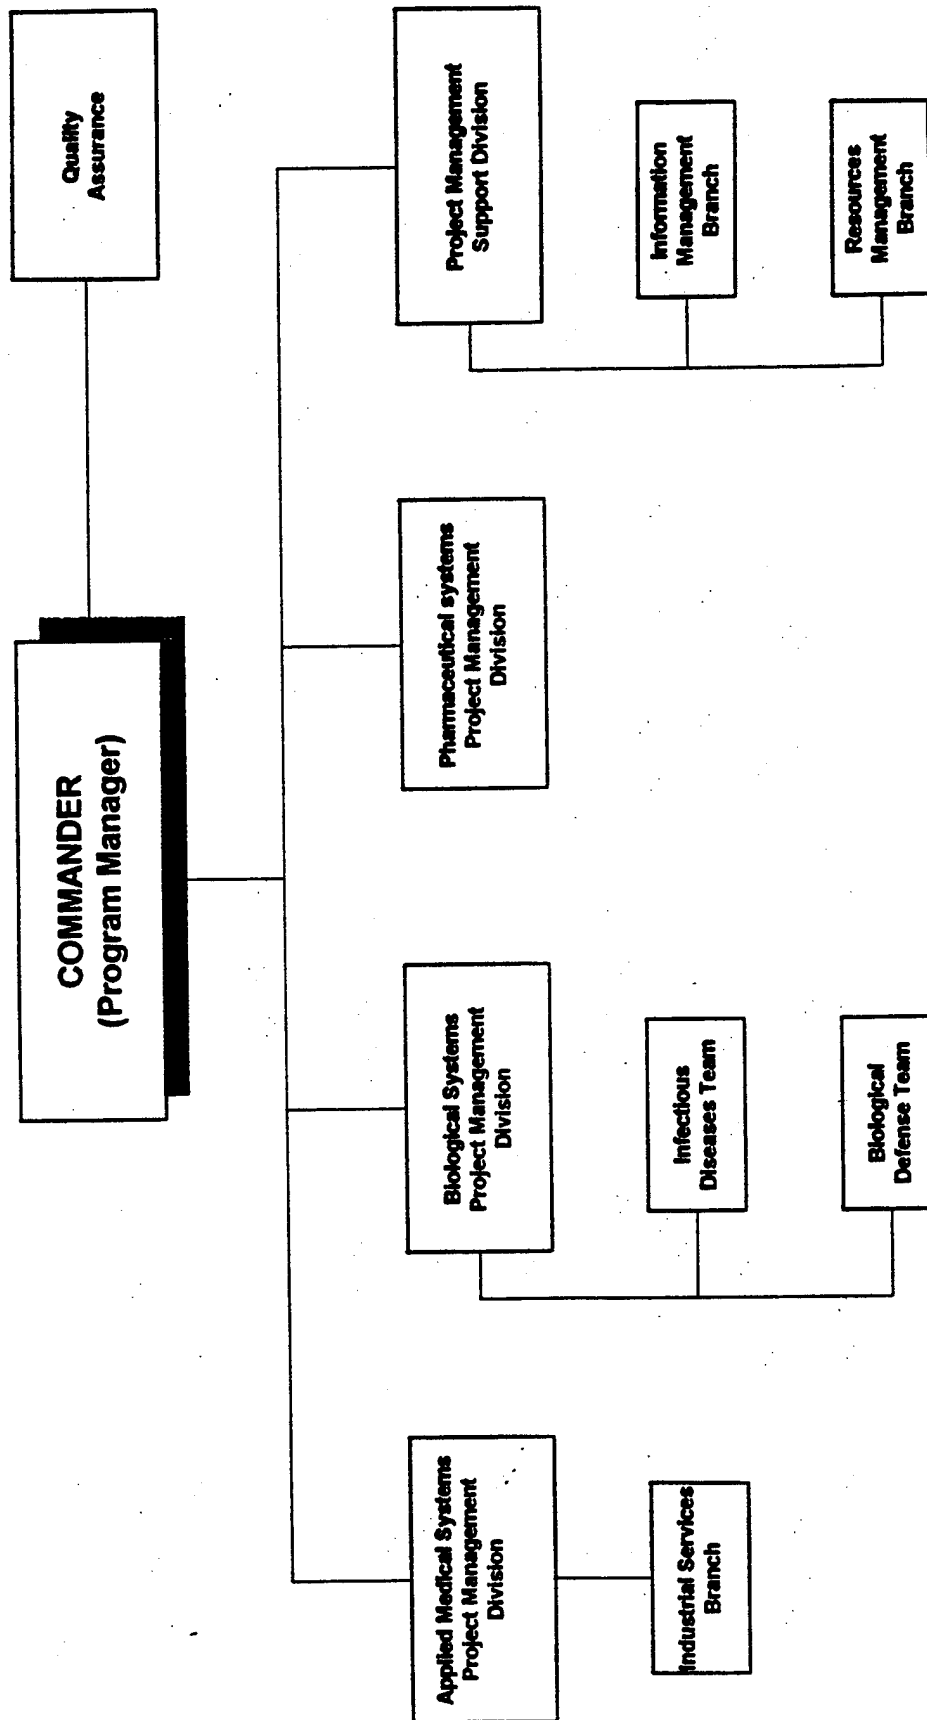 COMMANDER
(Program Manager)
Quality
Assurance
Applied Medical Systems
Project Management
Division
Biological Systems
Project Management
Division
Pharmaceutical systems
Project Management
Division
Project Management
Support Division
Industrial Services
Branch
Infectious
Diseases Team
Information
Management
Branch
Biological
Defense Team
Resources
Management
Branch